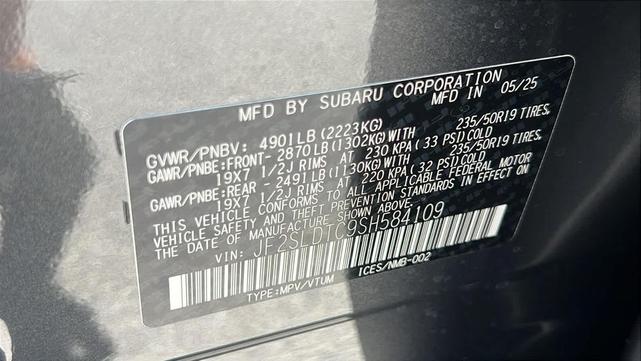 MFD BY SUBARU CORPORATION
MFD IN 05/25
GVWR/PNBV: 4901LB (2223KG)
GAWR/PNBE:FRONT- 2870LB(1302KG)WITH 235/50R19 TIRES,
19X7 1/2J RIMS AT 230 KPA( 33 PSI)COLD
GAWR/PNBE:REAR - 2491LB(1130KG)WITH 235/50R19 TIRES,
19X7 1/2J RIMS AT 220 KPA( 32 PSI)COLD
THIS VEHICLE CONFORMS TO ALL APPLICABLE FEDERAL MOTOR
VEHICLE SAFETY AND THEFT PREVENTION STANDARDS IN EFFECT ON
THE DATE OF MANUFACTURE SHOWN ABOVE.
VIN: JF2SLDTC9SH584109
TYPE:MPV/VTUM ICES/NMB-002